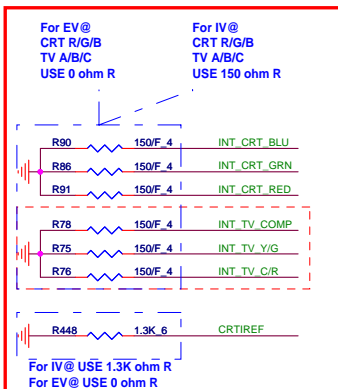 For EV@
CRT R/G/B
TV A/B/C
USE 0 ohm R
For IV@
CRT R/G/B
TV A/B/C
USE 150 ohm R
R90 150/F_4 INT_CRT_BLU
R86 150/F_4 INT_CRT_GRN
R91 150/F_4 INT_CRT_RED
R78 150/F_4 INT_TV_COMP
R75 150/F_4 INT_TV_Y/G
R76 150/F_4 INT_TV_C/R
R448 1.3K_6 CRTIREF
For IV@ USE 1.3K ohm R
For EV@ USE 0 ohm R